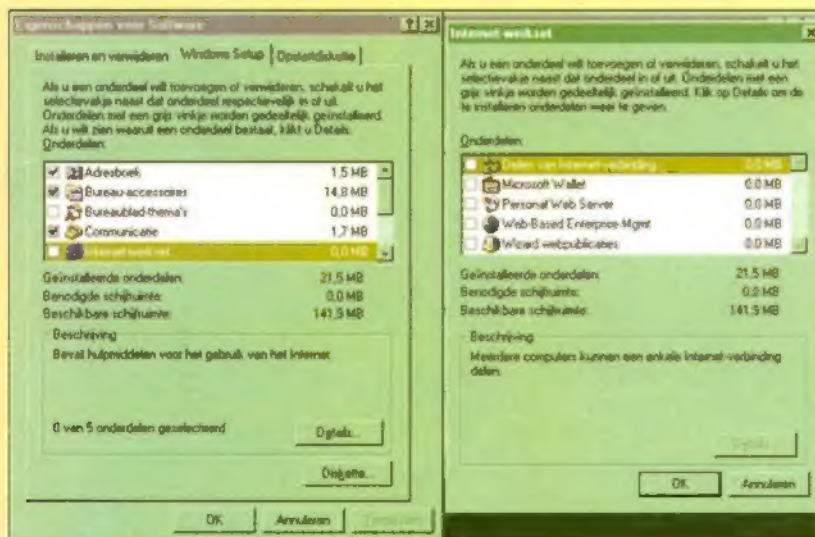 Eigenschappen voor Software
Installeren en verwijderen
Windows Setup
Opstartdiskette
Als u een onderdeel wilt toevoegen of verwijderen, schakelt u het
selectievakje naast dat onderdeel respectievelijk in of uit.
Onderdelen met een grijs vinkje worden gedeeltelijk geïnstalleerd.
Als u wilt zien waaruit een onderdeel bestaat, klikt u Details.
Onderdelen:
Adresboek 1,5 MB
Bureau-accessoires 14,8 MB
Bureaublad-thema's 0,0 MB
Communicatie 1,7 MB
Internet-werkset 0,0 MB
Geïnstalleerde onderdelen: 21,5 MB
Benodigde schijfruimte: 0,0 MB
Beschikbare schijfruimte: 141,9 MB
Beschrijving
Bevat hulpmiddelen voor het gebruik van het Internet.
0 van 5 onderdelen geselecteerd
Details...
Diskette...
OK
Annuleren
Internet-werkset
Als u een onderdeel wilt toevoegen of verwijderen, schakelt u het
selectievakje naast dat onderdeel in of uit. Onderdelen met een
grijs vinkje worden gedeeltelijk geïnstalleerd. Klik op Details om de
te installeren onderdelen weer te geven.
Onderdelen:
Delen van Internet-verbinding 0,0 MB
Microsoft Wallet 0,0 MB
Personal Web Server 0,0 MB
Web-Based Enterprise Mgmt 0,0 MB
Wizard webpublicaties 0,0 MB
Geïnstalleerde onderdelen: 21,5 MB
Benodigde schijfruimte: 0,0 MB
Beschikbare schijfruimte: 141,9 MB
Beschrijving
Meerdere computers kunnen een enkele Internet-verbinding
delen.
Details...
OK
Annuleren